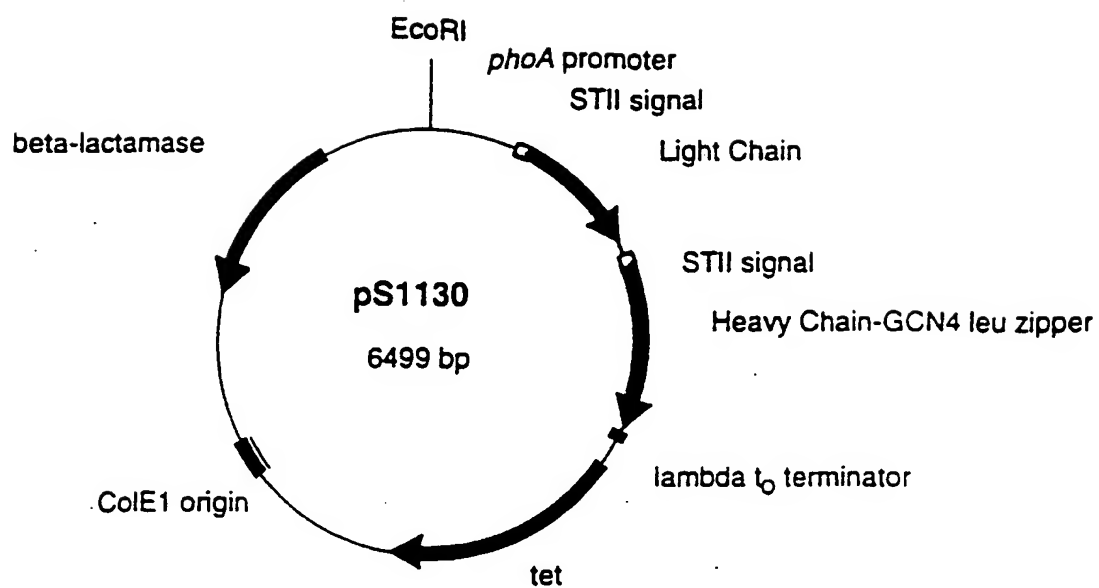 EcoRI
phoA promoter
STII signal
beta-lactamase
Light Chain
STII signal
pS1130
Heavy Chain-GCN4 leu zipper
6499 bp
lambda tO terminator
ColE1 origin
tet